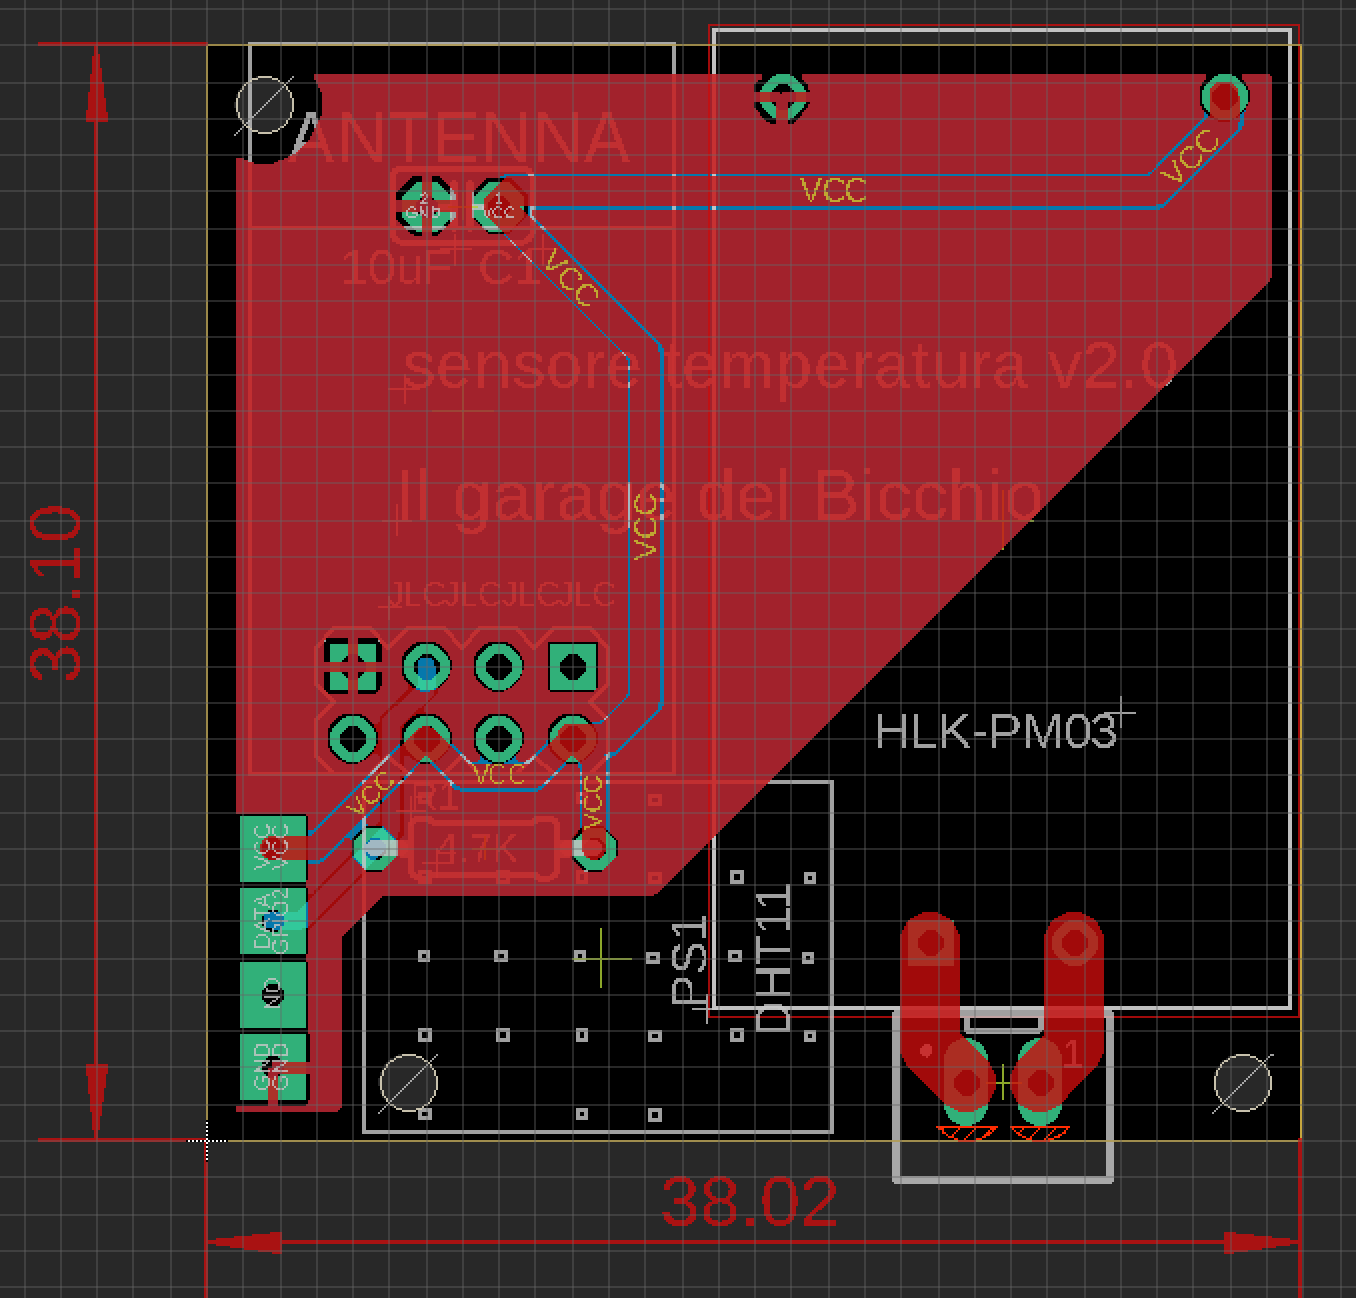 ANTENNA
2
GND
1
VCC
VCC
VCC
10uF C1
VCC
sensore temperatura v2.0
Il garage del Bicchio
VCC
JLCJLCJLCJLC
38.10
HLK-PM03
VCC
VCC
VCC
R1
4.7K
VCC
VCC
DATA
GND
GND
PS1
DHT11
1
38.02